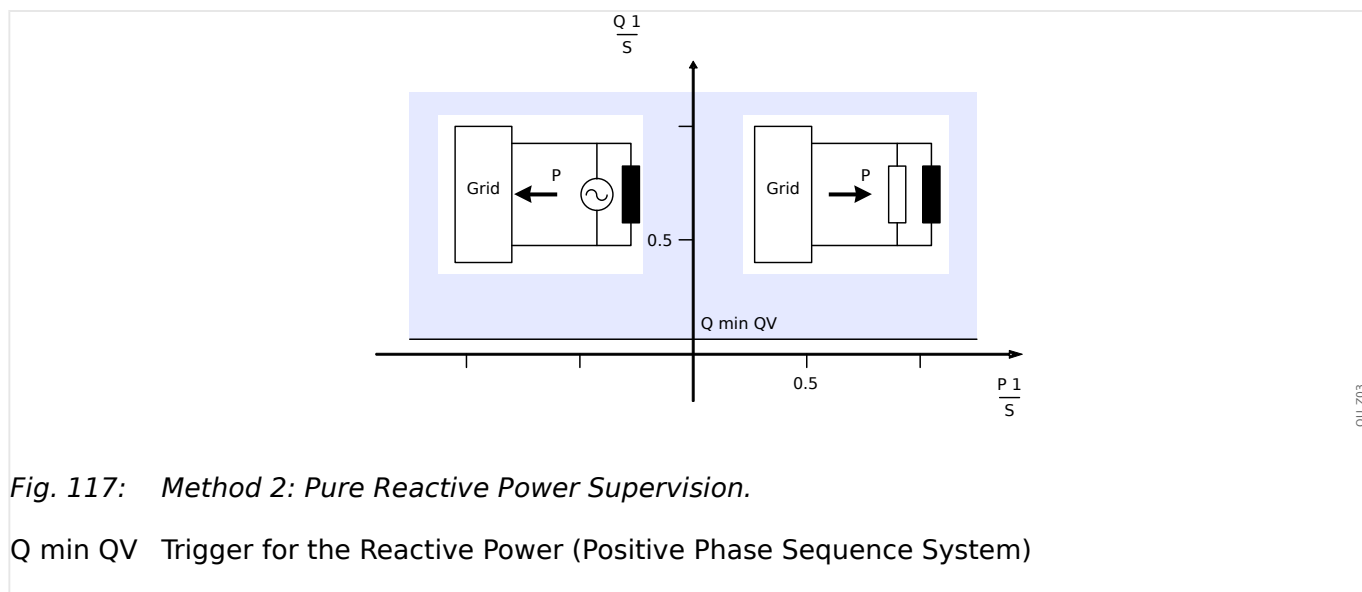 Q 1
S
P
P
Grid
Grid
0.5
Q min QV
0.5
P 1
S
Fig. 117: Method 2: Pure Reactive Power Supervision.
Q min QV Trigger for the Reactive Power (Positive Phase Sequence System)